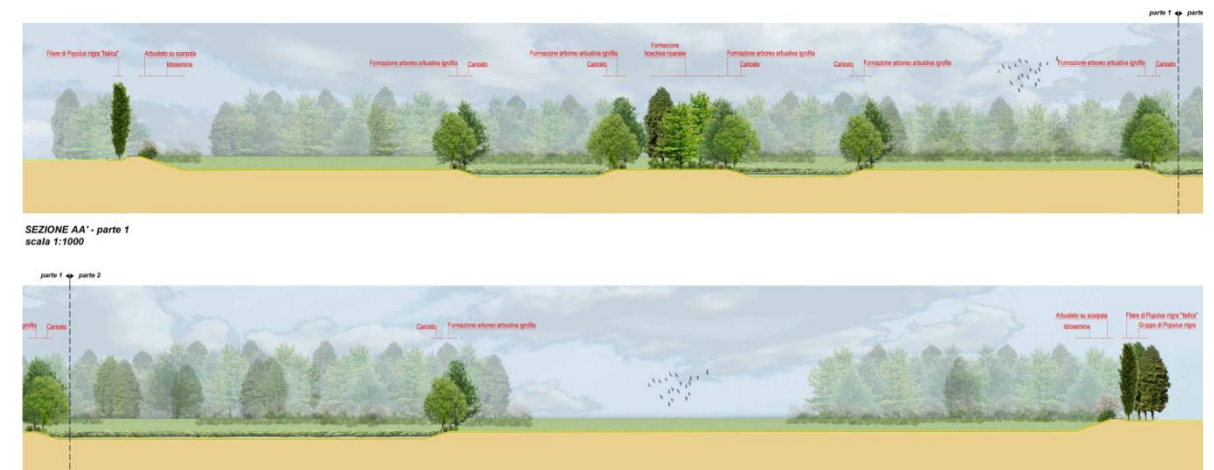 parte 1 parte
Filare di Populus nigra "Italica"
Arbusteto su scarpata
Idrosemina
Formazione arboreo arbustiva igrofila
Cariceto
Formazione arboreo arbustiva igrofila
Cariceto
Formazione
boschiva ripariale
Formazione arboreo arbustiva igrofila
Cariceto
Cariceto
Formazione arboreo arbustiva igrofila
Formazione arboreo arbustiva igrofila
Cariceto
SEZIONE AA' - parte 1
scala 1:1000
parte 1 parte 2
grofila
Cariceto
Cariceto
Formazione arboreo arbustiva igrofila
Arbusteto su scarpata
Idrosemina
Filare di Populus nigra "Italica"
Gruppo di Populus nigra